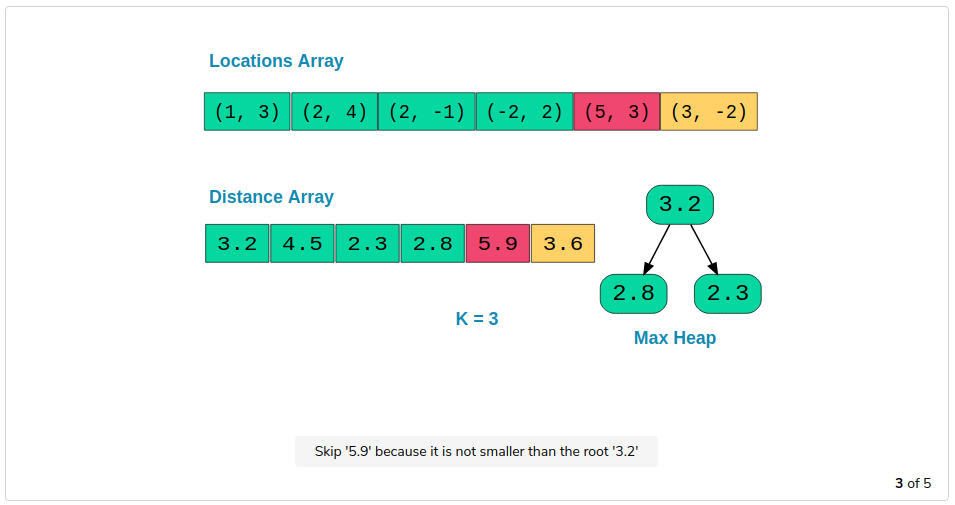 Locations Array
(1, 3) (2, 4) (2, -1) (-2, 2) (5, 3) (3, -2)
Distance Array
3.2
3.2 4.5 2.3 2.8 5.9 3.6
2.8 2.3
K = 3
Max Heap
Skip '5.9' because it is not smaller than the root '3.2'
3 of 5